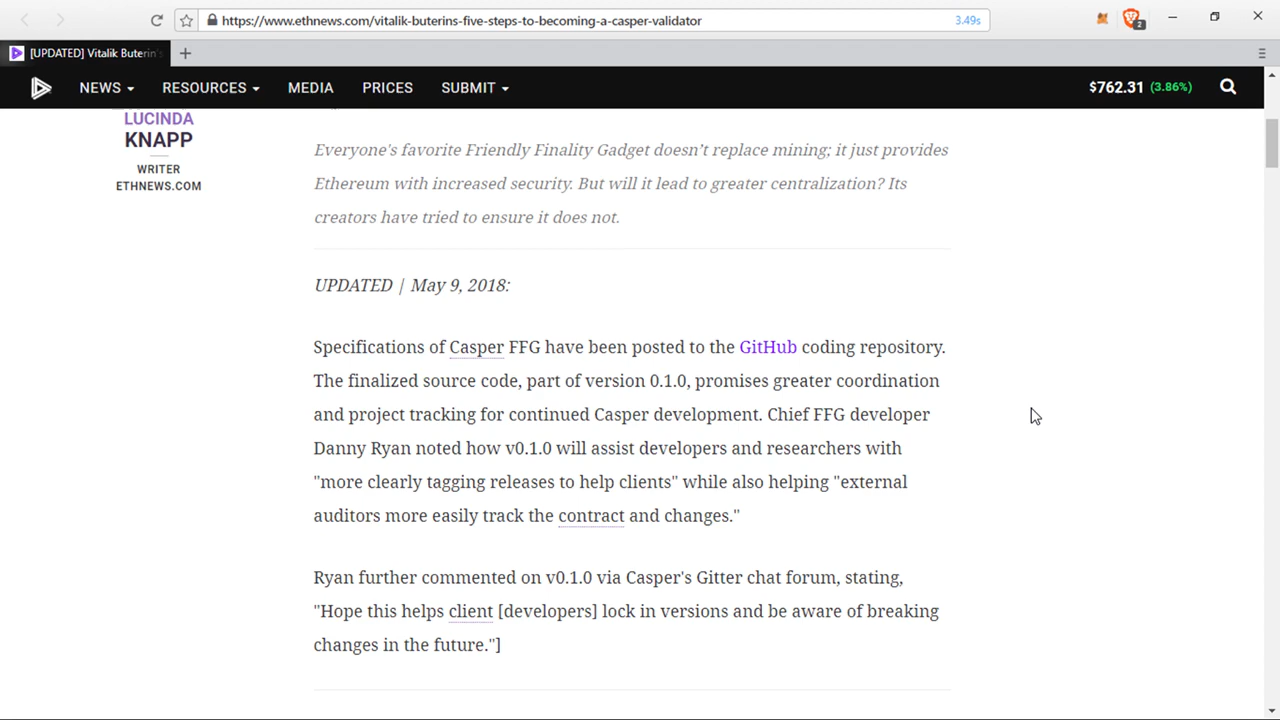 https://www.ethnews.com/vitalik-buterins-five-steps-to-becoming-a-casper-validator
3.49s
2
[UPDATED] Vitalik Buterin's
NEWS
RESOURCES
MEDIA
PRICES
SUBMIT
$762.31 (3.86%)
LUCINDA
KNAPP
WRITER
ETHNEWS.COM
Everyone's favorite Friendly Finality Gadget doesn’t replace mining; it just provides
Ethereum with increased security. But will it lead to greater centralization? Its
creators have tried to ensure it does not.
UPDATED | May 9, 2018:
Specifications of Casper FFG have been posted to the GitHub coding repository.
The finalized source code, part of version 0.1.0, promises greater coordination
and project tracking for continued Casper development. Chief FFG developer
Danny Ryan noted how v0.1.0 will assist developers and researchers with
"more clearly tagging releases to help clients" while also helping "external
auditors more easily track the contract and changes."
Ryan further commented on v0.1.0 via Casper's Gitter chat forum, stating,
"Hope this helps client [developers] lock in versions and be aware of breaking
changes in the future."]